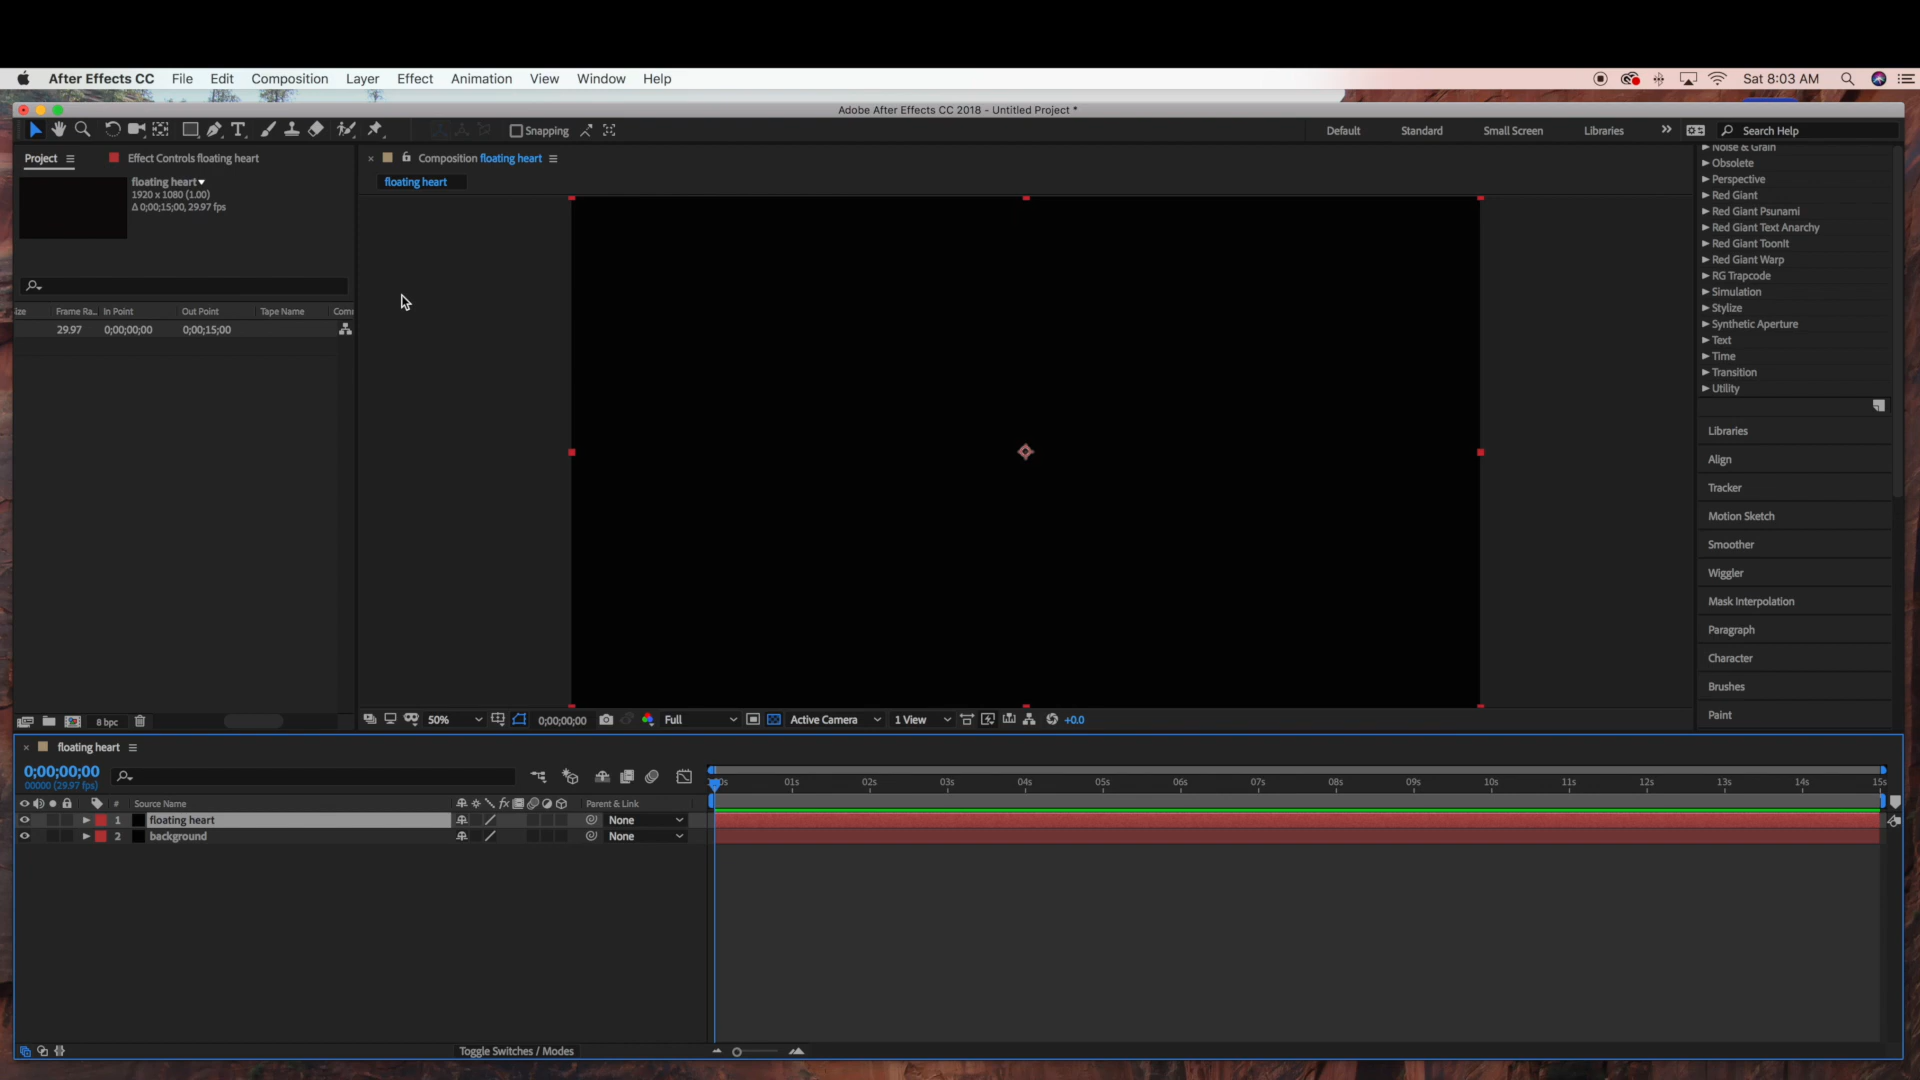 After Effects CC File Edit Composition Layer Effect Animation View Window Help Sat 8:03 AM
Adobe After Effects CC 2018 - Untitled Project *
Snapping Default Standard Small Screen Libraries Search Help
Project Effect Controls floating heart
Composition floating heart
floating heart
floating heart
1920 x 1080 (1.00)
Δ 0;00;15;00, 29.97 fps
Frame Ra.. In Point Out Point Tape Name
29.97 0;00;00;00 0;00;15;00
8 bpc
50% 0;00;00;00 Full Active Camera 1 View +0.0
Noise & Grain
Obsolete
Perspective
Red Giant
Red Giant Psunami
Red Giant Text Anarchy
Red Giant ToonIt
Red Giant Warp
RG Trapcode
Simulation
Stylize
Synthetic Aperture
Text
Time
Transition
Utility
Libraries
Align
Tracker
Motion Sketch
Smoother
Wiggler
Mask Interpolation
Paragraph
Character
Brushes
Paint
floating heart
0;00;00;00
00000 (29.97 fps)
01s 02s 03s 04s 05s 06s 07s 08s 09s 10s 11s 12s 13s 14s 15s
# Source Name fx Parent & Link
1 floating heart None
2 background None
Toggle Switches / Modes